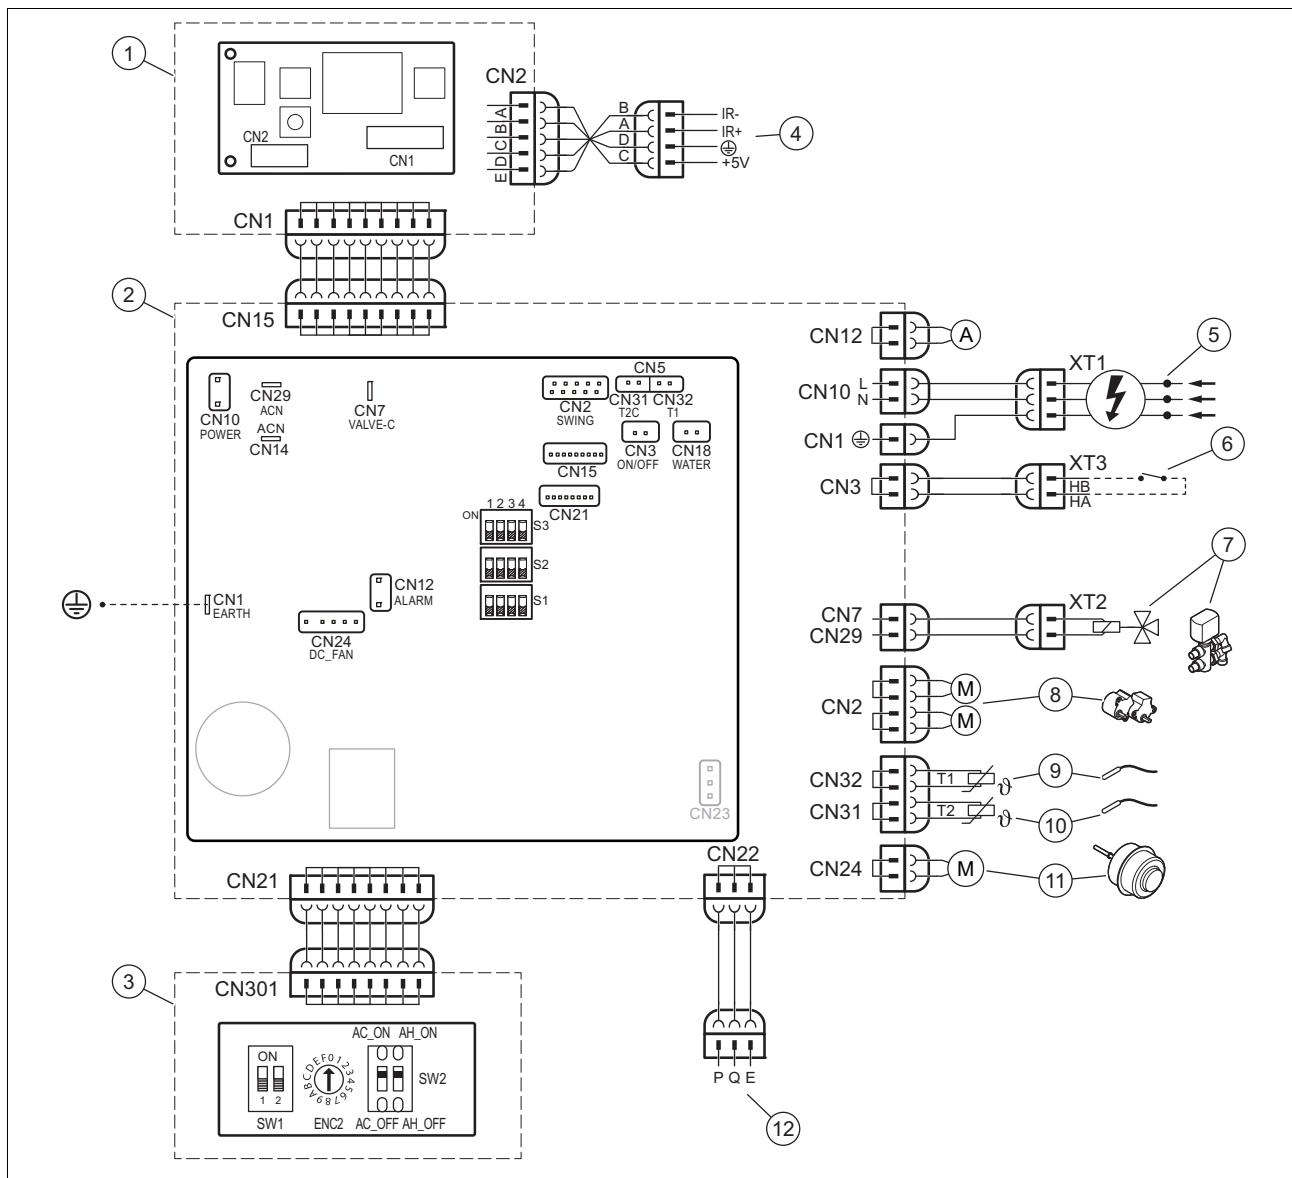 1
CN2
CN2
CN1
A
B
C
D
E
B
A
D
C
IR-
IR+
+5V
4
CN1
2
CN15
CN12
A
CN10
L
N
XT1
5
CN1
CN3
XT3
HB
HA
6
CN10
POWER
CN29
ACN
ACN
CN14
CN7
VALVE-C
CN2
SWING
CN5
CN31
T2C
CN32
T1
CN3
ON/OFF
CN18
WATER
CN15
CN21
1 2 3 4
ON
S3
S2
S1
CN12
ALARM
CN1
EARTH
CN24
DC_FAN
CN23
CN7
CN29
XT2
7
CN2
M
M
8
CN32
T1
ϑ
9
CN31
T2
ϑ
10
CN24
M
11
CN21
CN22
3
CN301
P Q E
12
ON
1 2
SW1
0123456789ABCDEF
ENC2
AC_ON AH_ON
SW2
AC_OFF AH_OFF